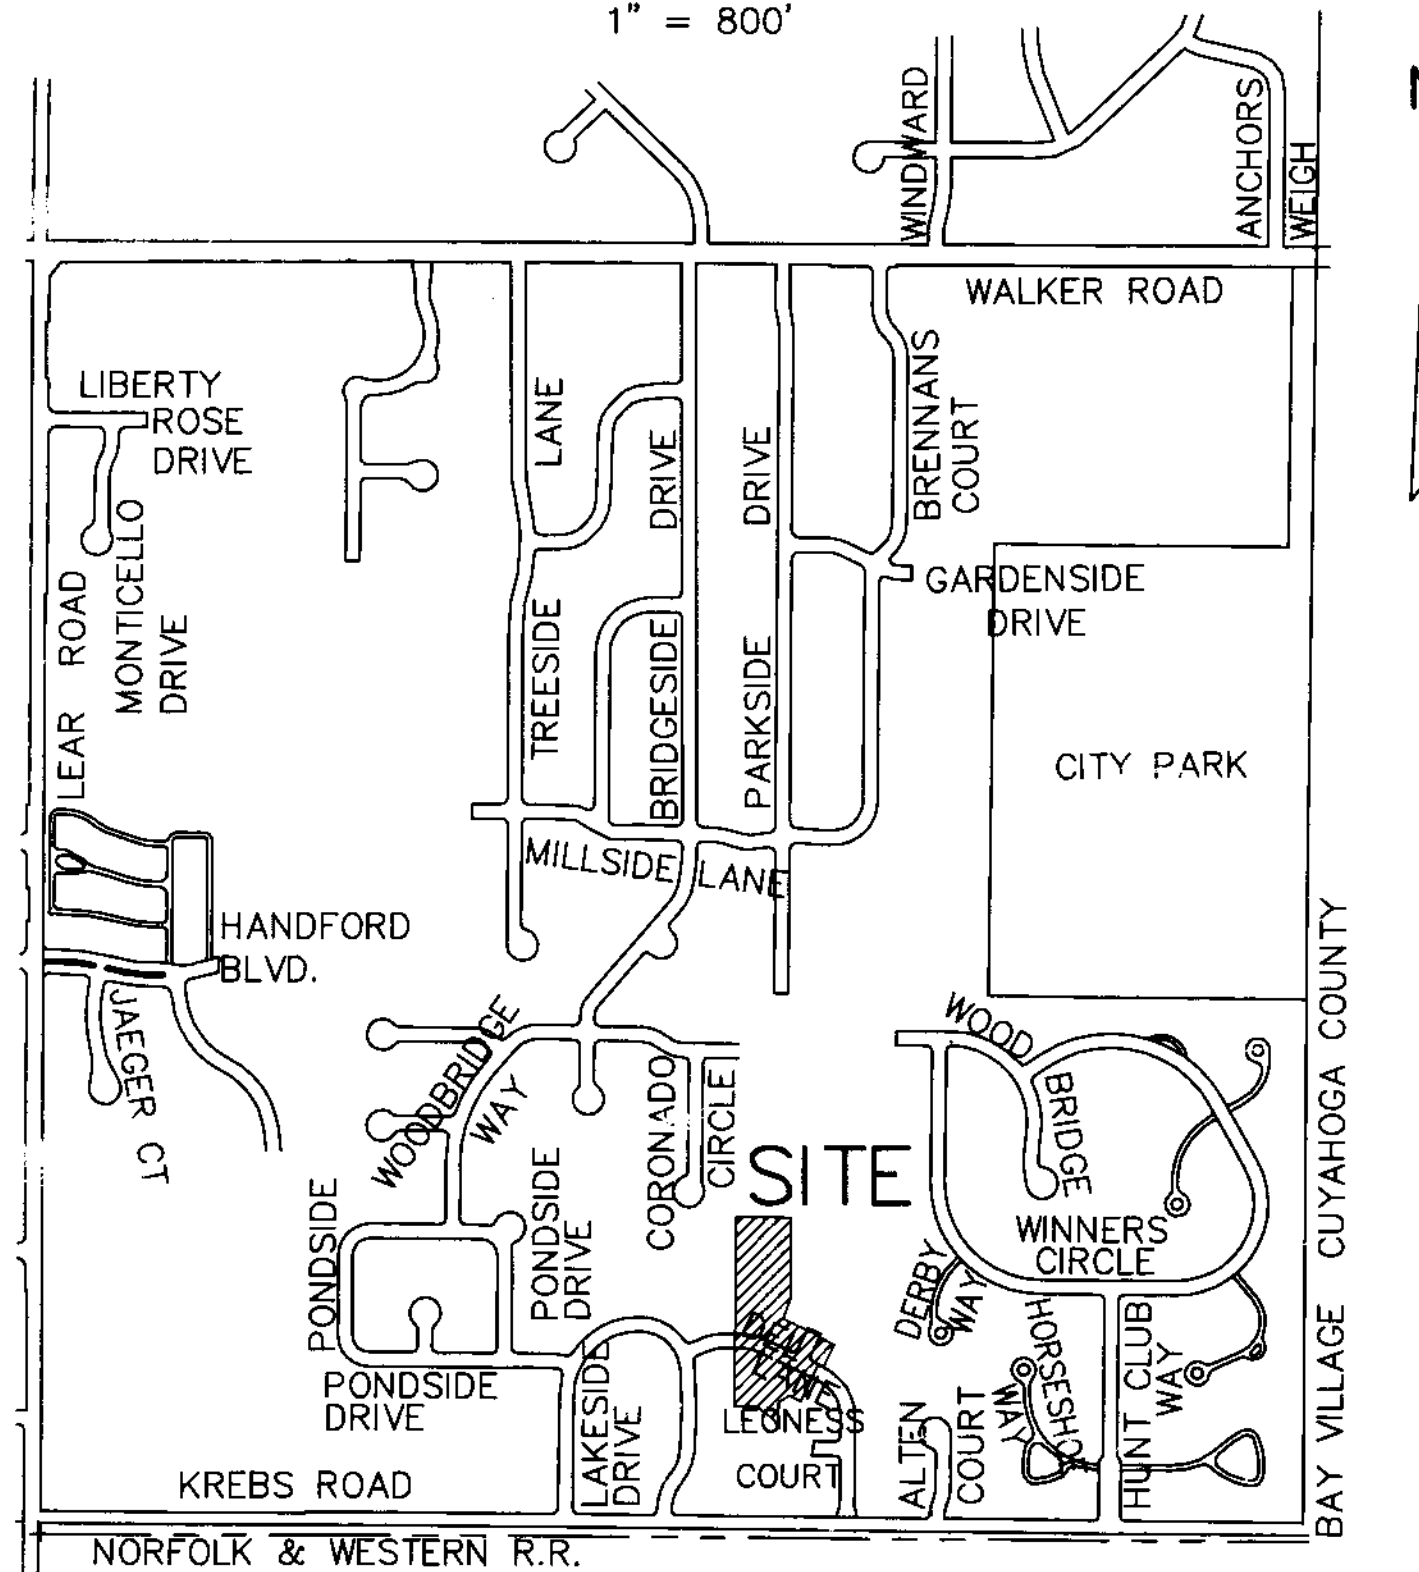 1" = 800'
WINDWARD
ANCHORS
WEIGH
WALKER ROAD
LIBERTY
ROSE
DRIVE
LANE
TREESIDE
DRIVE
BRIDGESIDE
DRIVE
PARKSIDE
BRENNANS
COURT
LEAR ROAD
MONTICELLO
DRIVE
GARDENSIDE
DRIVE
CITY PARK
MILLSIDE LANE
HANDFORD
BLVD.
JAEGER CT
WOODBRIDGE
WAY
CORONADO
CIRCLE
WOOD
BRIDGE
SITE
PONDSIDE
PONDSIDE
DRIVE
WINNERS
CIRCLE
DERBY
WAY
HORSESHOE
WAY
HUNT CLUB
WAY
PONDSIDE
DRIVE
LAKESIDE
DRIVE
LEONESS
COURT
ALTEN
COURT
KREBS ROAD
BAY VILLAGE CUYAHOGA COUNTY
NORFOLK & WESTERN R.R.